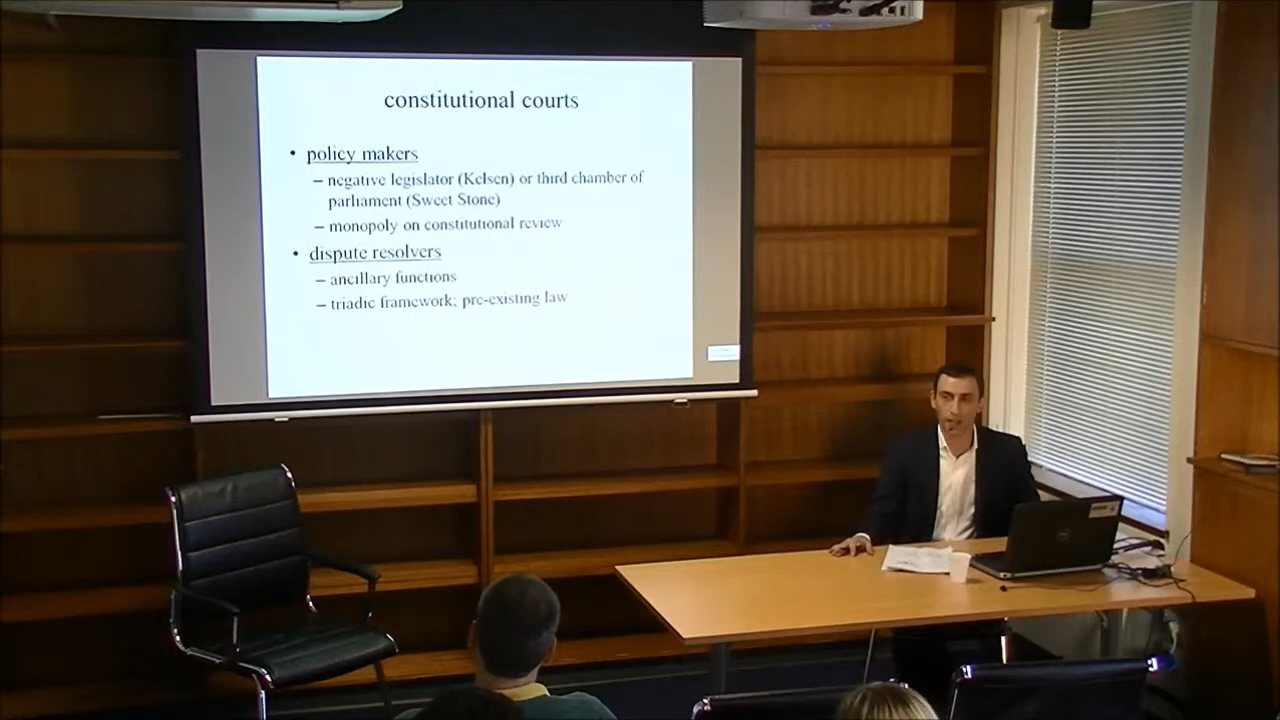 constitutional courts
• policy makers
– negative legislator (Kelsen) or third chamber of
parliament (Sweet Stone)
– monopoly on constitutional review
• dispute resolvers
– ancillary functions
– triadic framework; pre-existing law